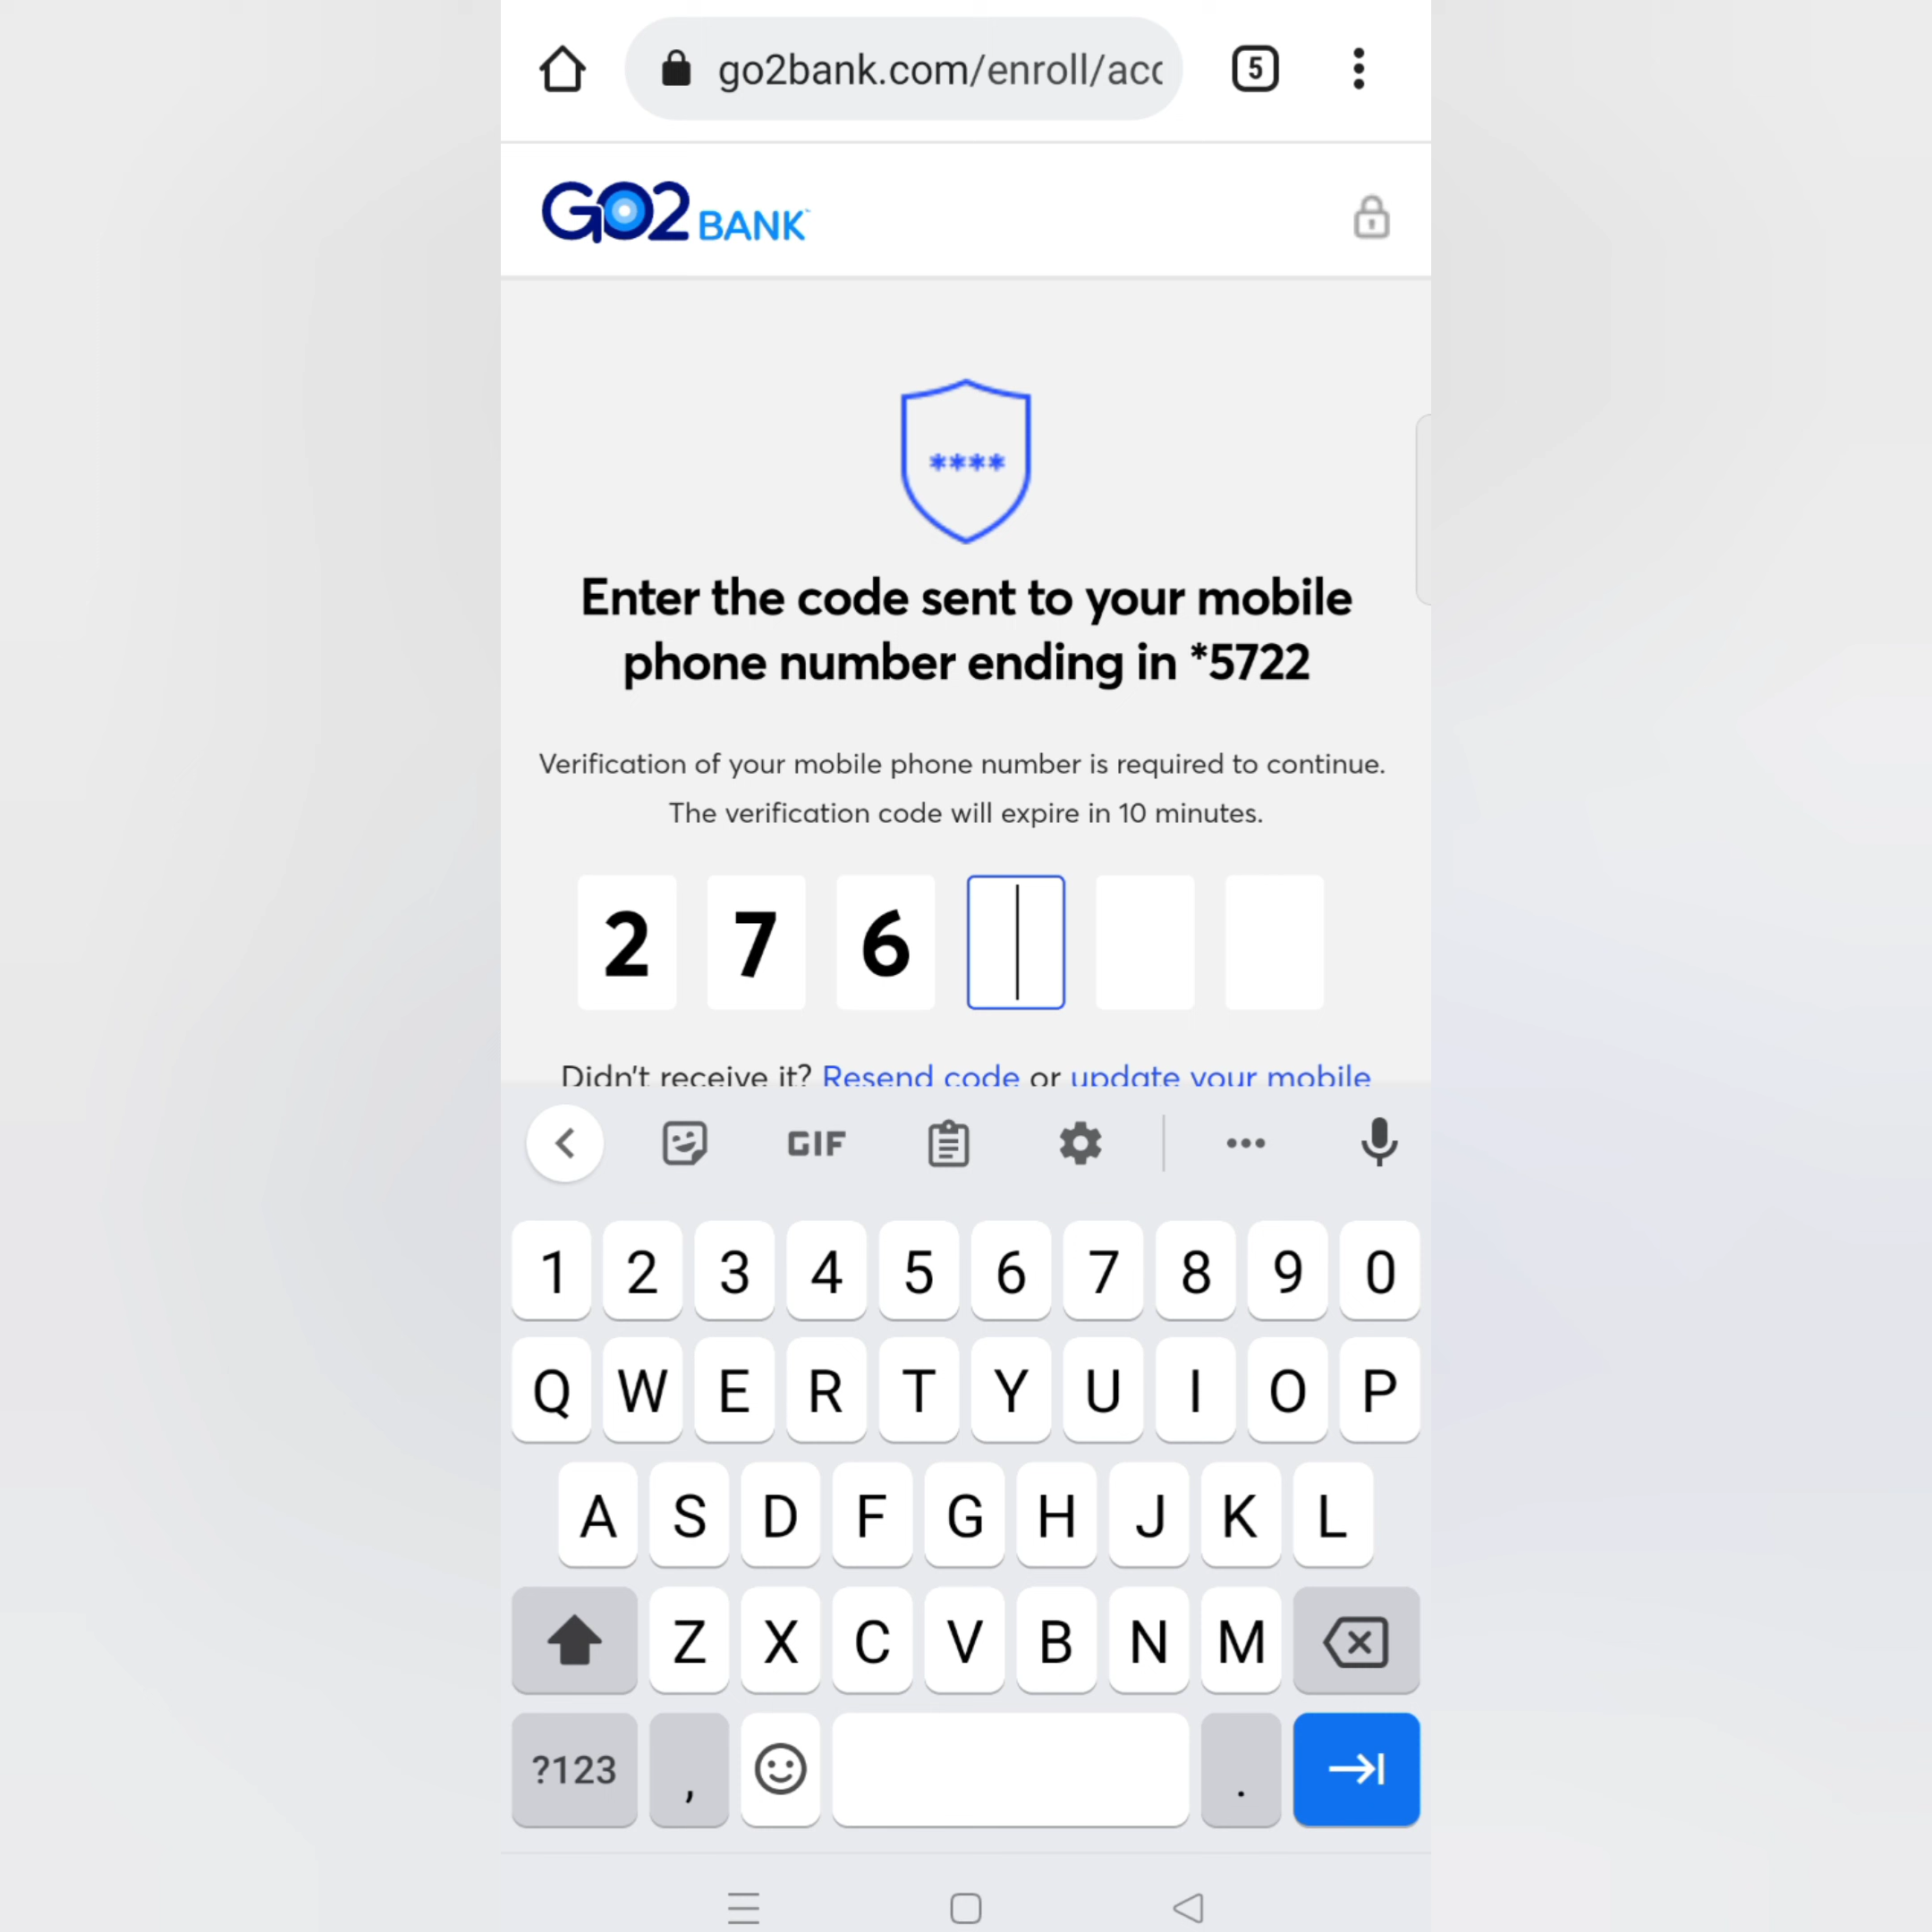 go2bank.com/enroll/acc
5
GO2 BANK
****
Enter the code sent to your mobile
phone number ending in *5722
Verification of your mobile phone number is required to continue.
The verification code will expire in 10 minutes.
2 7 6
Didn't receive it? Resend code or update your mobile
GIF
1 2 3 4 5 6 7 8 9 0
Q W E R T Y U I O P
A S D F G H J K L
Z X C V B N M
?123 , .